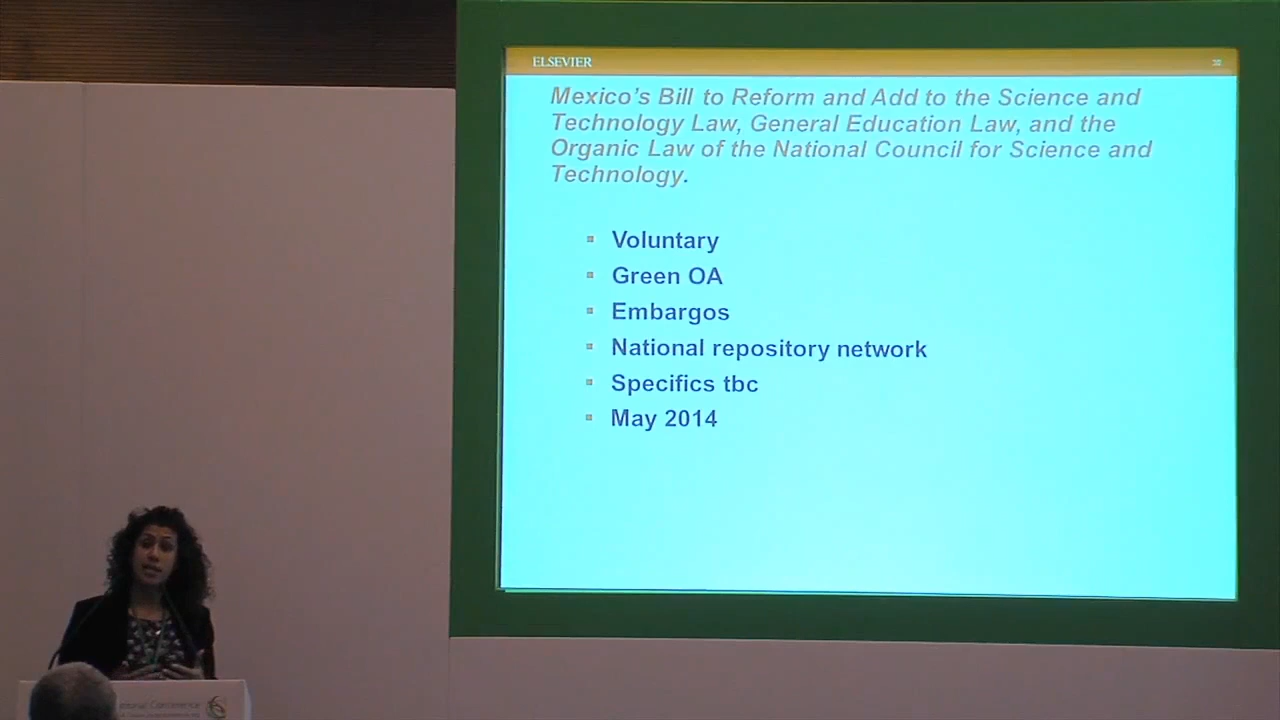 ELSEVIER
Mexico's Bill to Reform and Add to the Science and
Technology Law, General Education Law, and the
Organic Law of the National Council for Science and
Technology.
Voluntary
Green OA
Embargos
National repository network
Specifics tbc
May 2014
Conference